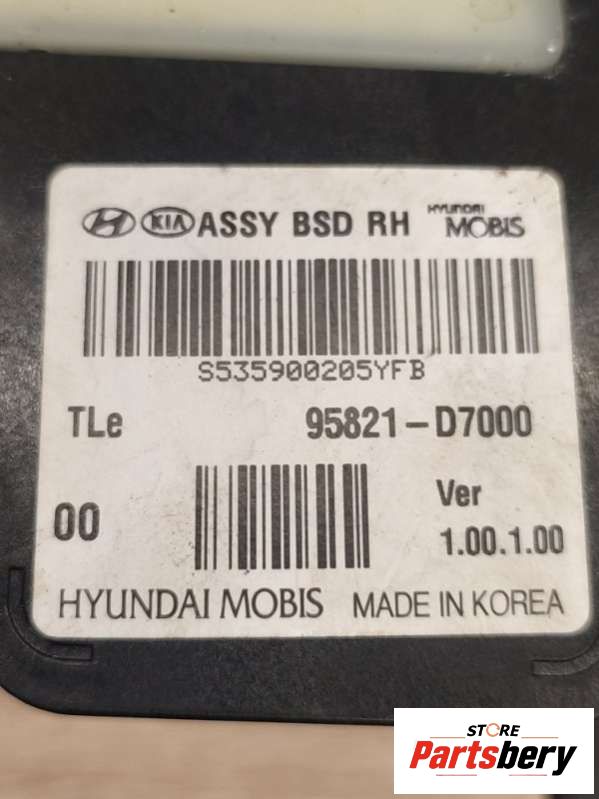 KIA ASSY BSD RH HYUNDAI MOBIS
S535900205YFB
TLe 95821-D7000
00 Ver 1.00.1.00
HYUNDAI MOBIS MADE IN KOREA
STORE
Partsbery